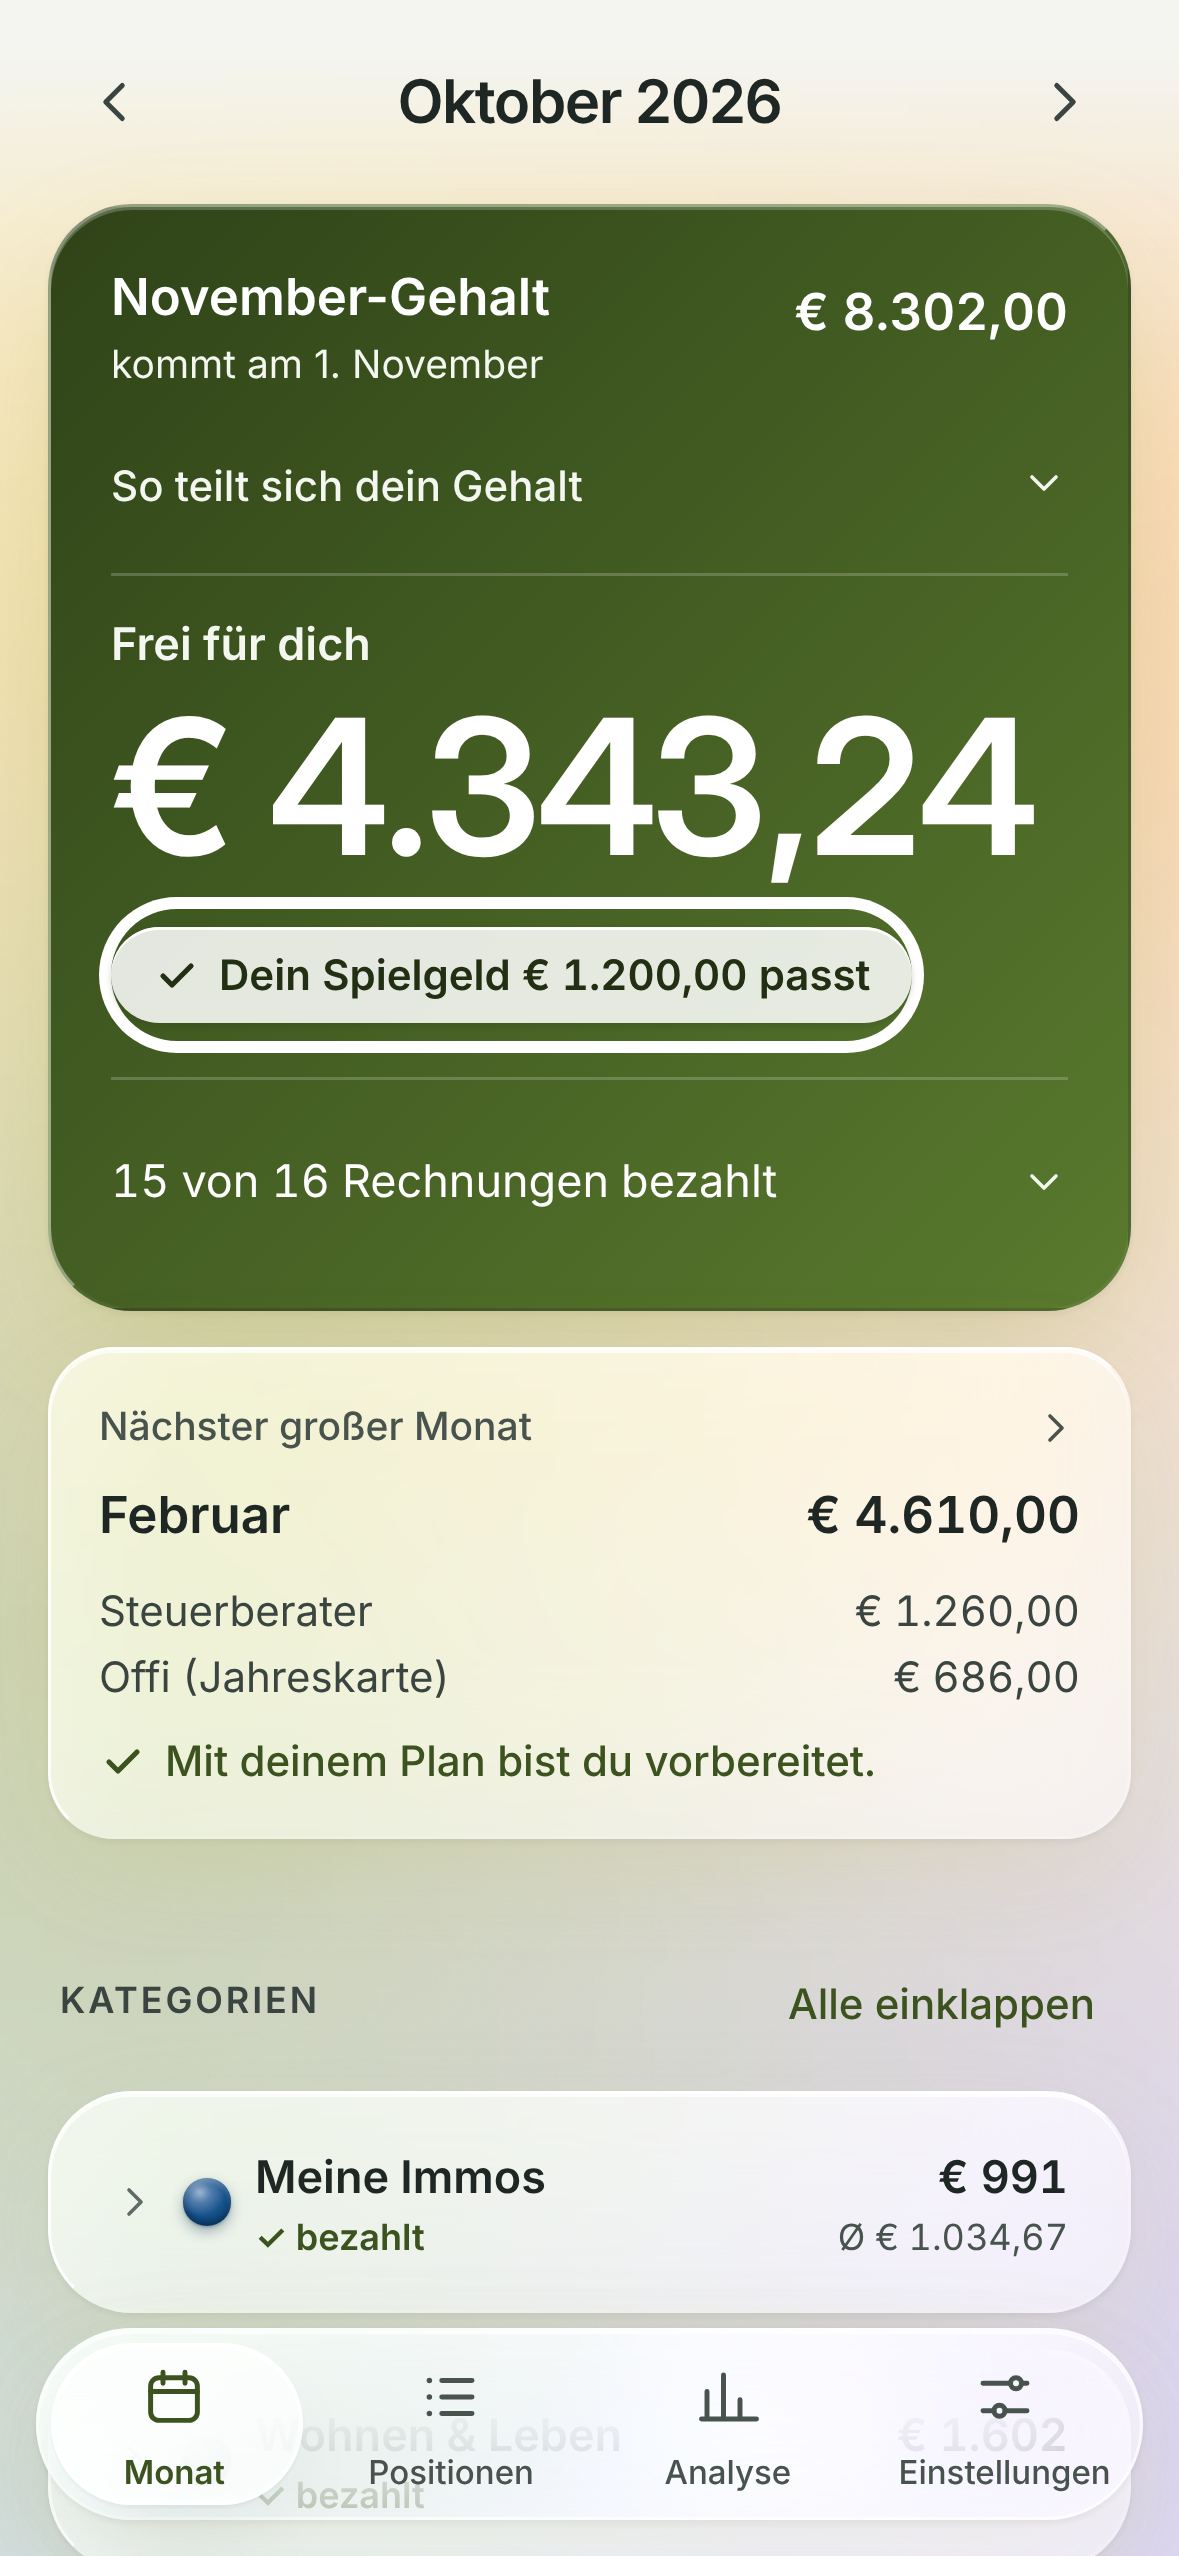 Oktober 2026
November-Gehalt
€ 8.302,00
kommt am 1. November
So teilt sich dein Gehalt
Frei für dich
€ 4.343,24
Dein Spielgeld € 1.200,00 passt
15 von 16 Rechnungen bezahlt
Nächster großer Monat
Februar € 4.610,00
Steuerberater € 1.260,00
Offi (Jahreskarte) € 686,00
Mit deinem Plan bist du vorbereitet.
KATEGORIEN Alle einklappen
Meine Immos € 991
bezahlt Ø € 1.034,67
Wohnen & Leben € 1.602
bezahlt
Monat Positionen Analyse Einstellungen